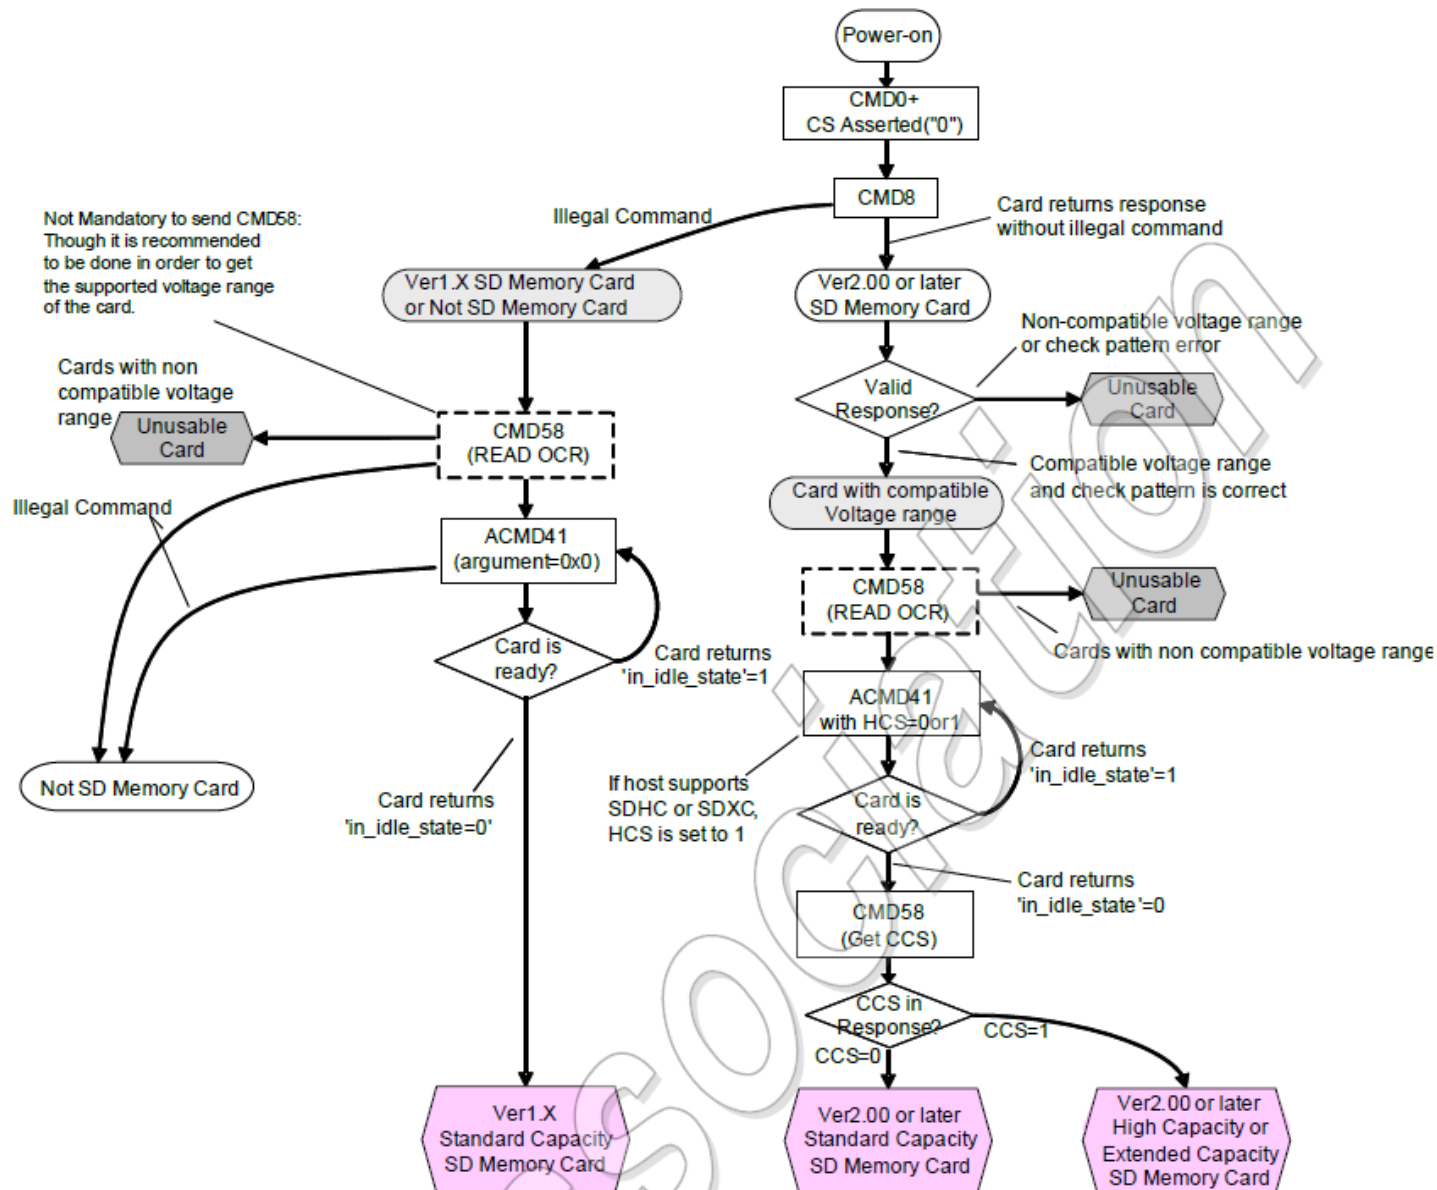 Power-on
CMD0+
CS Asserted("0")
CMD8
Illegal Command
Card returns response
without illegal command
Not Mandatory to send CMD58:
Though it is recommended
to be done in order to get
the supported voltage range
of the card.
Ver1.X SD Memory Card
or Not SD Memory Card
Ver2.00 or later
SD Memory Card
Non-compatible voltage range
or check pattern error
Cards with non
compatible voltage
range
Unusable
Card
CMD58
(READ OCR)
Valid
Response?
Unusable
Card
Compatible voltage range
and check pattern is correct
Card with compatible
Voltage range
Illegal Command
ACMD41
(argument=0x0)
CMD58
(READ OCR)
Unusable
Card
Cards with non compatible voltage range
Card is
ready?
Card returns
'in_idle_state'=1
ACMD41
with HCS=0or1
Card returns
'in_idle_state'=1
Not SD Memory Card
Card returns
'in_idle_state=0'
If host supports
SDHC or SDXC,
HCS is set to 1
Card is
ready?
Card returns
'in_idle_state'=0
CMD58
(Get CCS)
CCS in
Response?
CCS=1
CCS=0
Ver1.X
Standard Capacity
SD Memory Card
Ver2.00 or later
Standard Capacity
SD Memory Card
Ver2.00 or later
High Capacity or
Extended Capacity
SD Memory Card
sociation